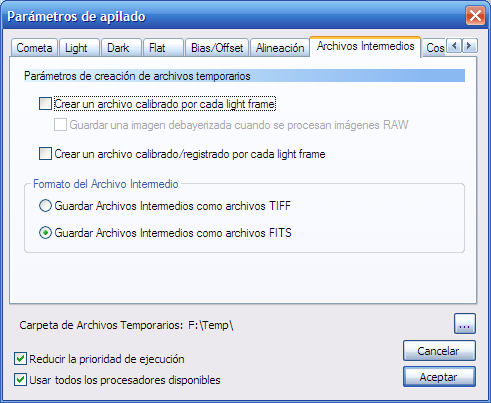 Parámetros de apilado
Cometa Light Dark Flat Bias/Offset Alineación Archivos Intermedios Cos
Parámetros de creación de archivos temporarios
Crear un archivo calibrado por cada light frame
Guardar una imagen debayerizada cuando se procesan imágenes RAW
Crear un archivo calibrado/registrado por cada light frame
Formato del Archivo Intermedio
Guardar Archivos Intermedios como archivos TIFF
Guardar Archivos Intermedios como archivos FITS
Carpeta de Archivos Temporarios: F:\Temp\ ...
Reducir la prioridad de ejecución
Cancelar
Usar todos los procesadores disponibles
Aceptar